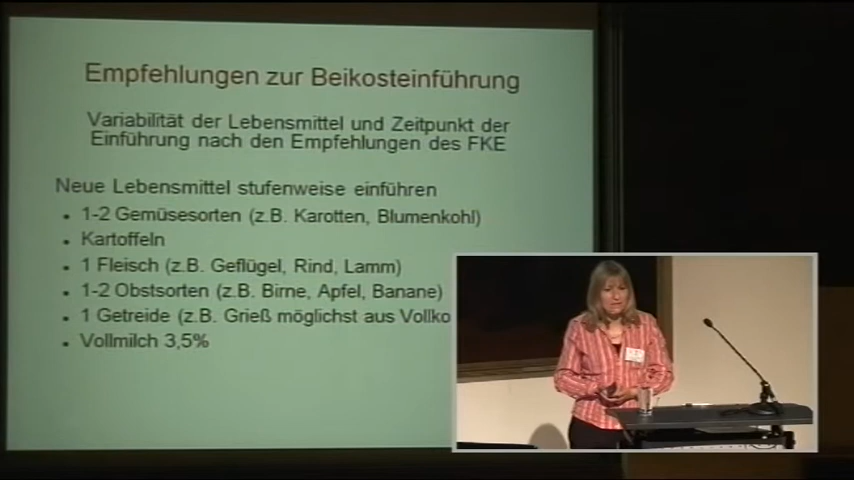 Empfehlungen zur Beikosteinführung
Variabilität der Lebensmittel und Zeitpunkt der
Einführung nach den Empfehlungen des FKE
Neue Lebensmittel stufenweise einführen
• 1-2 Gemüsesorten (z.B. Karotten, Blumenkohl)
• Kartoffeln
• 1 Fleisch (z.B. Geflügel, Rind, Lamm)
• 1-2 Obstsorten (z.B. Birne, Apfel, Banane)
• 1 Getreide (z.B. Grieß möglichst aus Vollko
• Vollmilch 3,5%